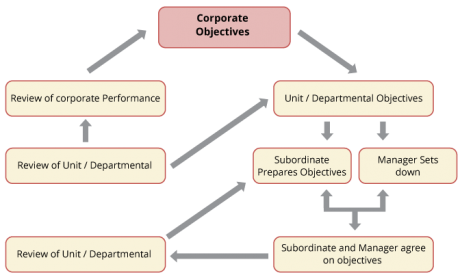 Corporate
Objectives
Review of corporate Performance
Unit / Departmental Objectives
Review of Unit / Departmental
Subordinate
Prepares Objectives
Manager Sets
down
Review of Unit / Departmental
Subordinate and Manager agree
on objectives